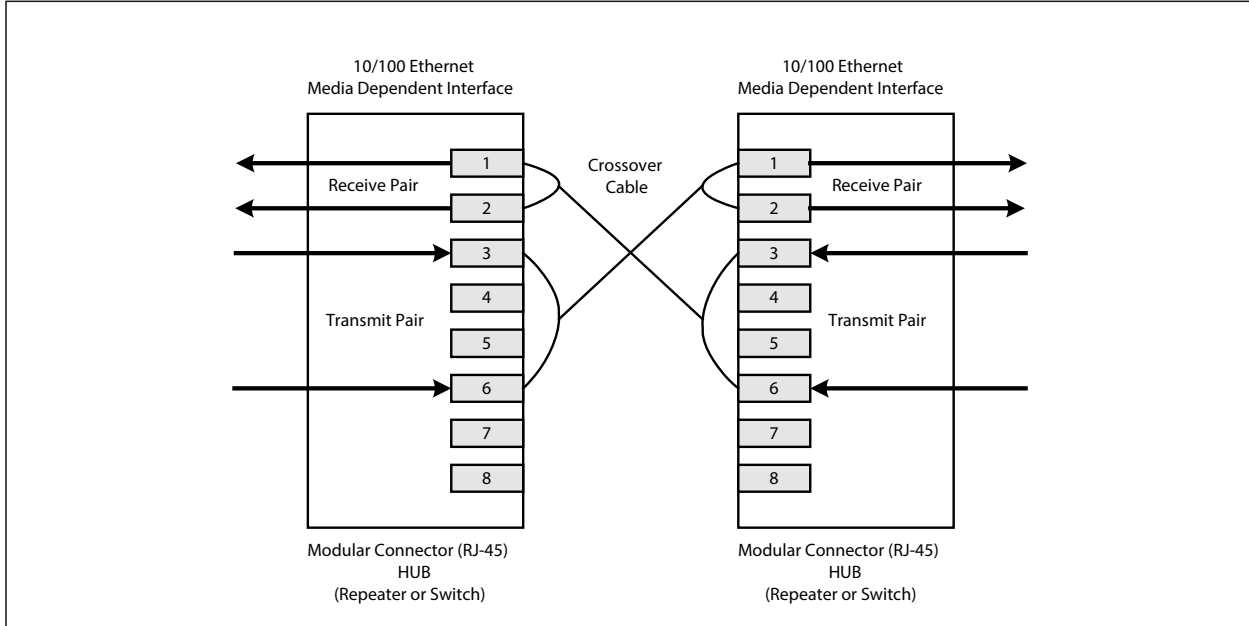 10/100 Ethernet
Media Dependent Interface
10/100 Ethernet
Media Dependent Interface
1
Crossover
Cable
1
Receive Pair
Receive Pair
2
2
3
3
4
4
Transmit Pair
Transmit Pair
5
5
6
6
7
7
8
8
Modular Connector (RJ-45)
HUB
(Repeater or Switch)
Modular Connector (RJ-45)
HUB
(Repeater or Switch)